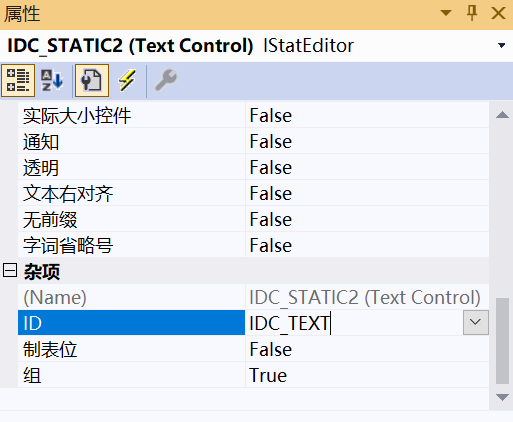 属性
IDC_STATIC2 (Text Control) IStatEditor
实际大小控件 False
通知 False
透明 False
文本右对齐 False
无前缀 False
字词省略号 False
杂项
(Name) IDC_STATIC2 (Text Control)
ID IDC_TEXT
制表位 False
组 True